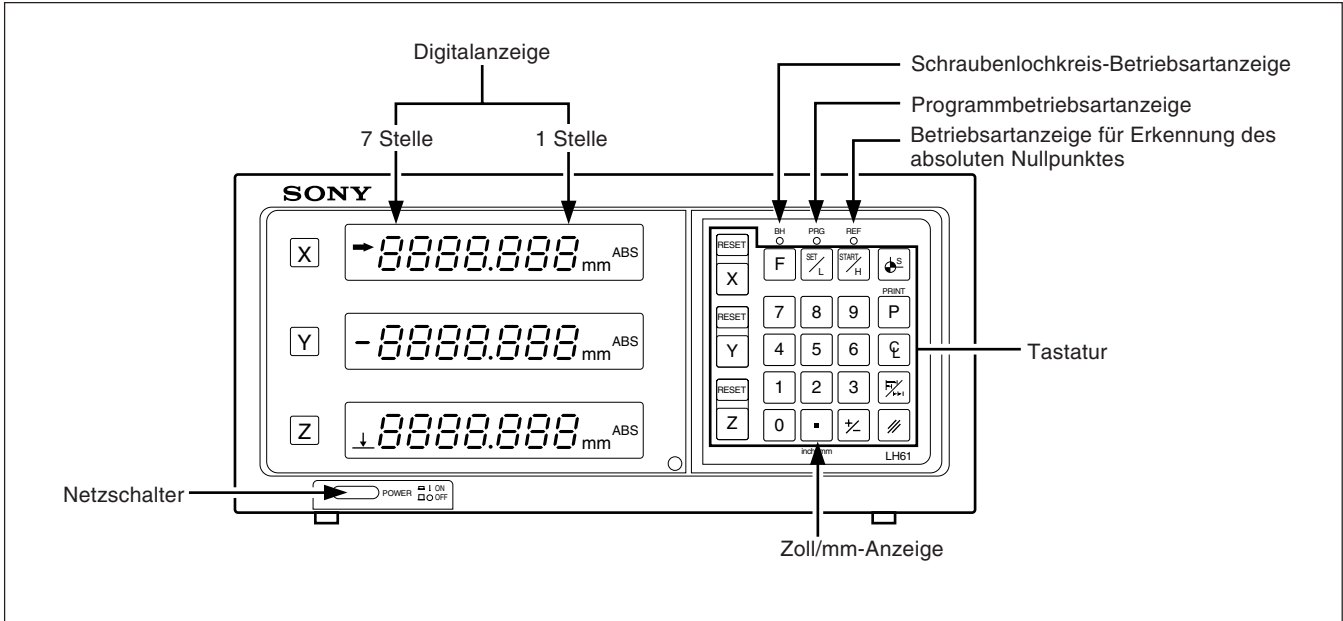 Digitalanzeige
7 Stelle
1 Stelle
Schraubenlochkreis-Betriebsartanzeige
Programmbetriebsartanzeige
Betriebsartanzeige für Erkennung des
absoluten Nullpunktes
SONY
X
8888.888 mm ABS
Y
-8888.888 mm ABS
Z
8888.888 mm ABS
BH PRG REF
RESET
X
F SET/L START/H S
PRINT
RESET
Y
7 8 9 P
4 5 6 ℄
RESET
Z
1 2 3
0 . +/-
inch/mm
LH61
Tastatur
Netzschalter
POWER
I ON
O OFF
Zoll/mm-Anzeige